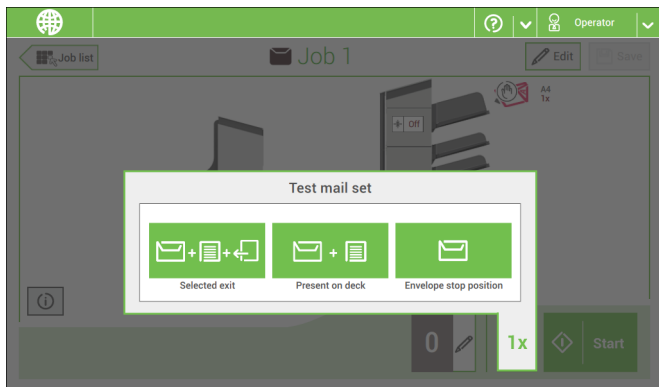 Operator
Job list
Job 1
Edit
Save
A4
1x
Off
Test mail set
Selected exit
Present on deck
Envelope stop position
0
1x
Start